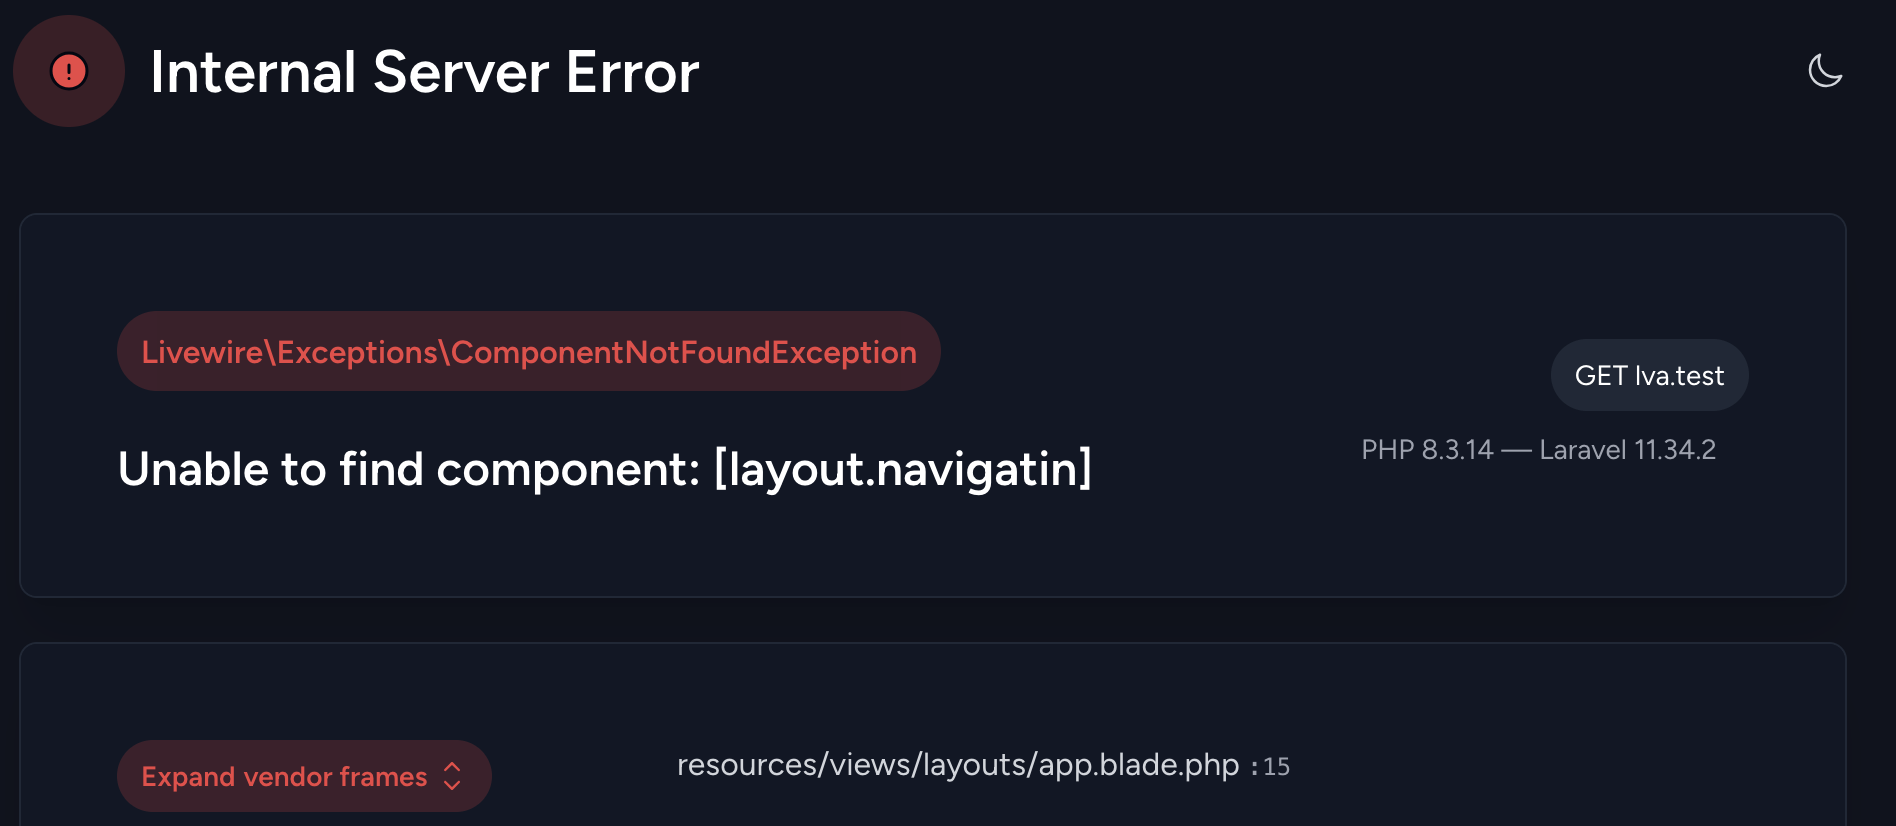 Internal Server Error
Livewire\Exceptions\ComponentNotFoundException
GET lva.test
Unable to find component: [layout.navigatin]
PHP 8.3.14 — Laravel 11.34.2
Expand vendor frames
resources/views/layouts/app.blade.php :15